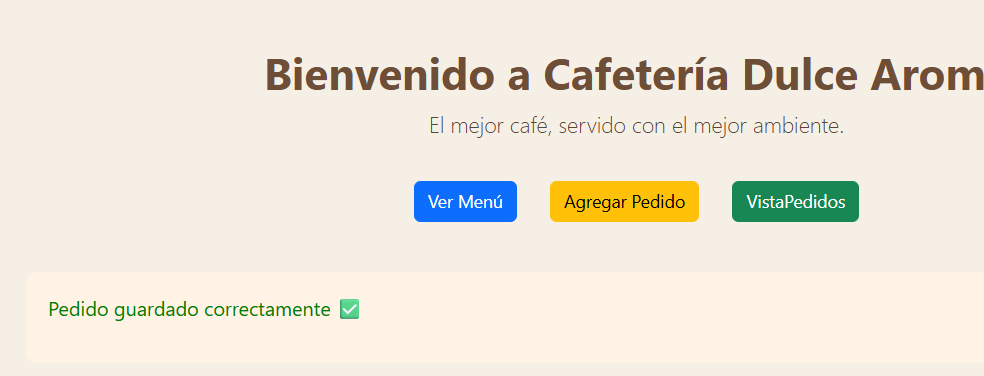 Bienvenido a Cafetería Dulce Arom
El mejor café, servido con el mejor ambiente.
Ver Menú
Agregar Pedido
VistaPedidos
Pedido guardado correctamente ✅